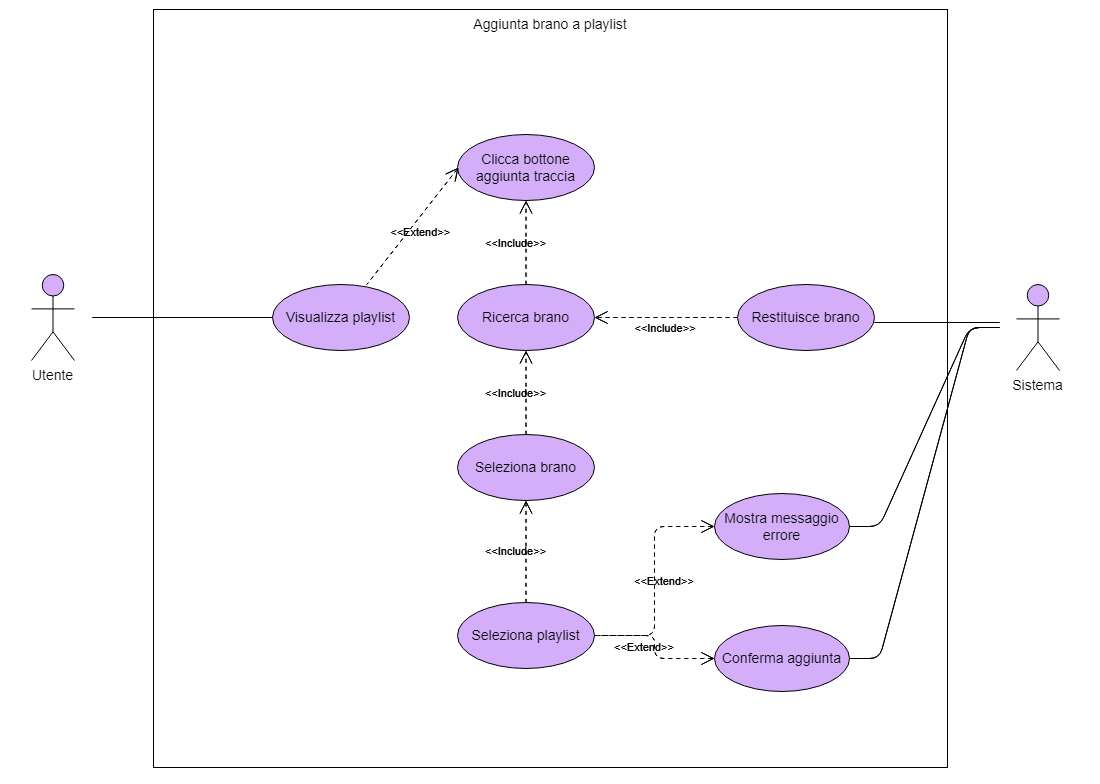 Aggiunta brano a playlist
Clicca bottone
aggiunta traccia
<<Extend>>
<<Include>>
Visualizza playlist
Ricerca brano
Restituisce brano
<<Include>>
Utente
Sistema
<<Include>>
Seleziona brano
Mostra messaggio
errore
<<Include>>
<<Extend>>
Seleziona playlist
<<Extend>>
Conferma aggiunta